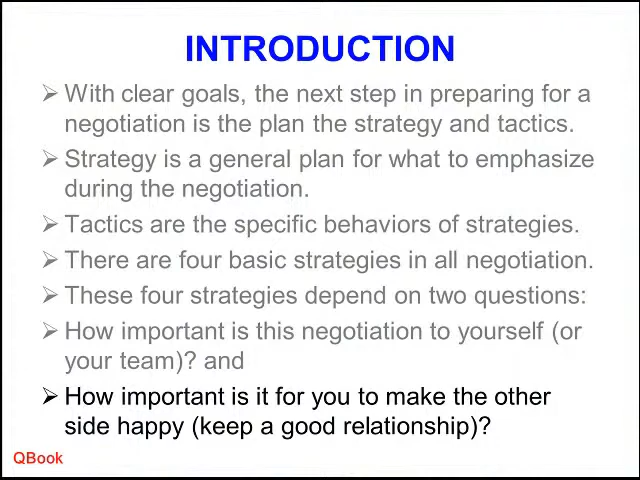 INTRODUCTION
➢ With clear goals, the next step in preparing for a
negotiation is the plan the strategy and tactics.
➢ Strategy is a general plan for what to emphasize
during the negotiation.
➢ Tactics are the specific behaviors of strategies.
➢ There are four basic strategies in all negotiation.
➢ These four strategies depend on two questions:
➢ How important is this negotiation to yourself (or
your team)? and
➢ How important is it for you to make the other
side happy (keep a good relationship)?
QBook